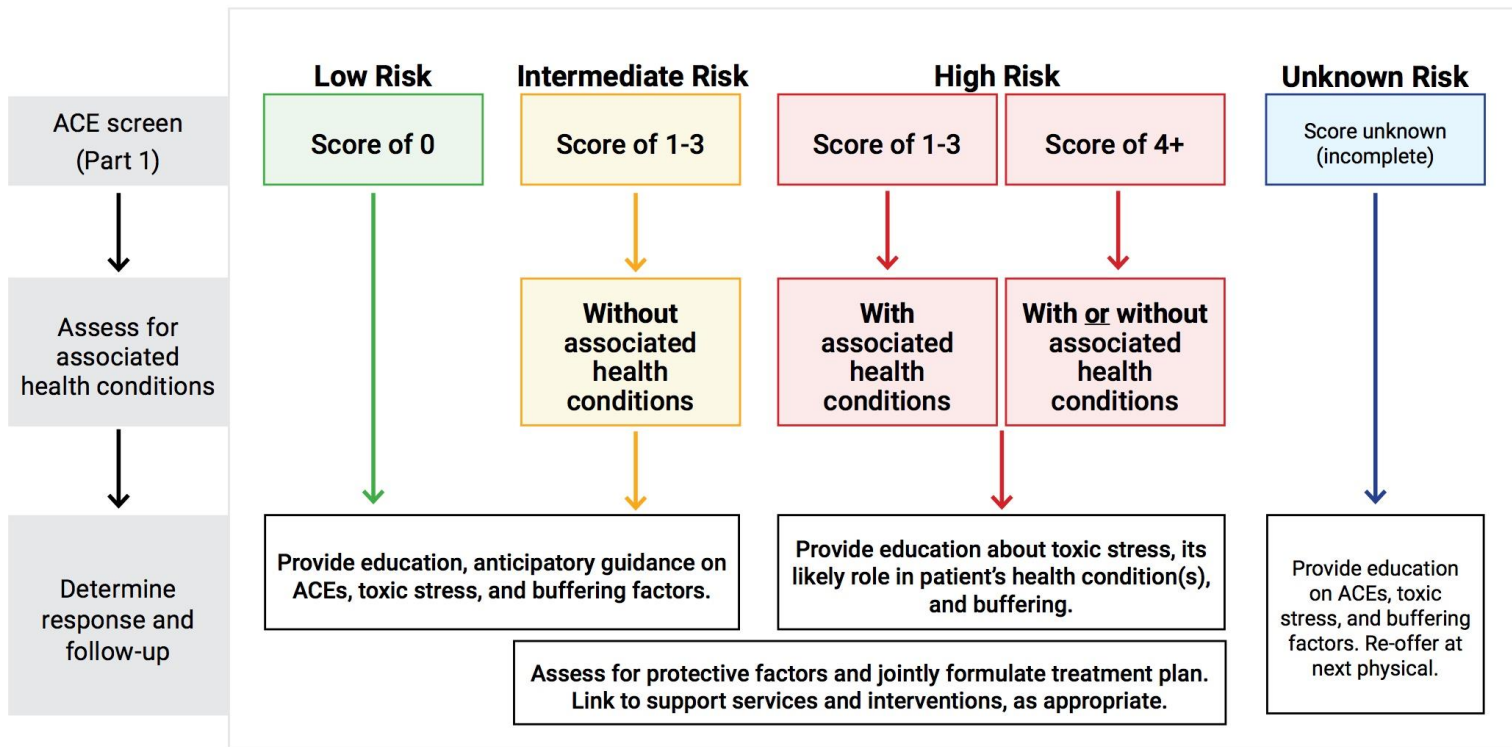 Low Risk
Intermediate Risk
High Risk
Unknown Risk
ACE screen
(Part 1)
Score of 0
Score of 1-3
Score of 1-3
Score of 4+
Score unknown
(incomplete)
Assess for
associated
health conditions
Without
associated
health
conditions
With
associated
health
conditions
With or without
associated
health
conditions
Determine
response and
follow-up
Provide education, anticipatory guidance on
ACEs, toxic stress, and buffering factors.
Provide education about toxic stress, its
likely role in patient’s health condition(s),
and buffering.
Provide education
on ACEs, toxic
stress, and buffering
factors. Re-offer at
next physical.
Assess for protective factors and jointly formulate treatment plan.
Link to support services and interventions, as appropriate.